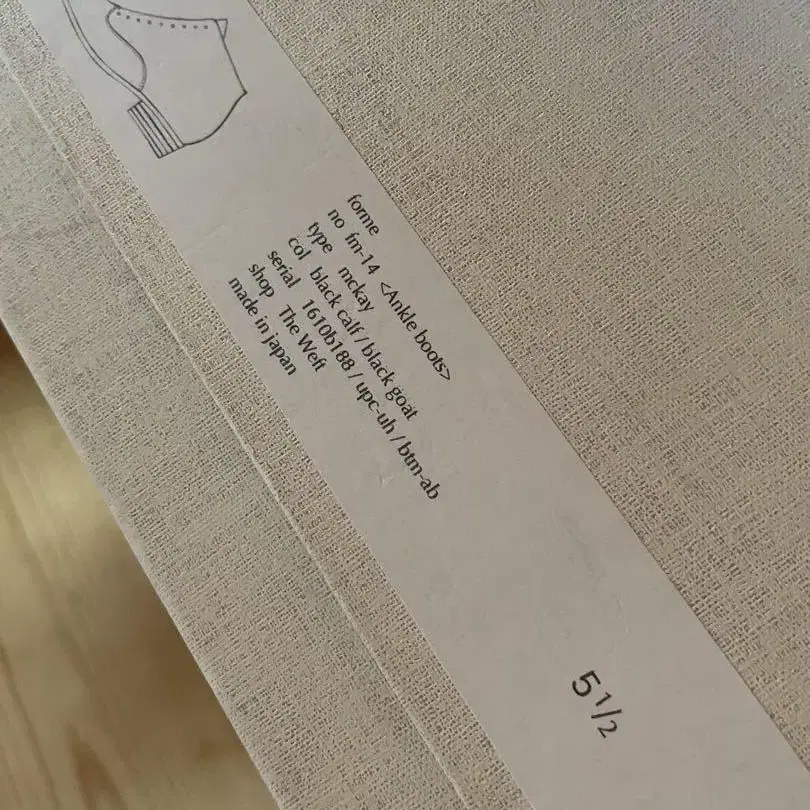 forme
no fm-14 <Ankle boots>
type mckay
col black calf / black goat
serial 1610b188 / upc-uh / btm-ab
shop The Weft
made in japan
5 1/2